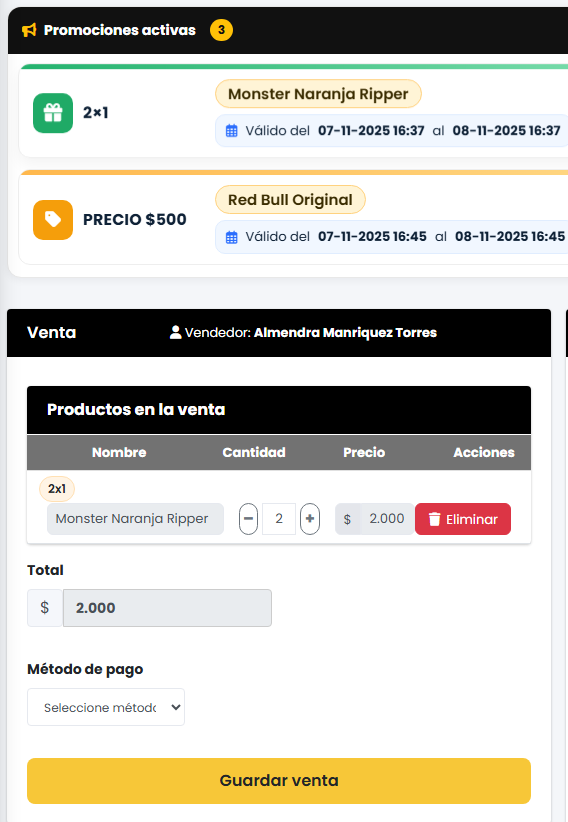 Promociones activas 3
2×1
Monster Naranja Ripper
Válido del 07-11-2025 16:37 al 08-11-2025 16:37
PRECIO $500
Red Bull Original
Válido del 07-11-2025 16:45 al 08-11-2025 16:45
Venta
Vendedor: Almendra Manriquez Torres
Productos en la venta
Nombre Cantidad Precio Acciones
2x1
Monster Naranja Ripper − 2 + $ 2.000 Eliminar
Total
$ 2.000
Método de pago
Seleccione métodc
Guardar venta